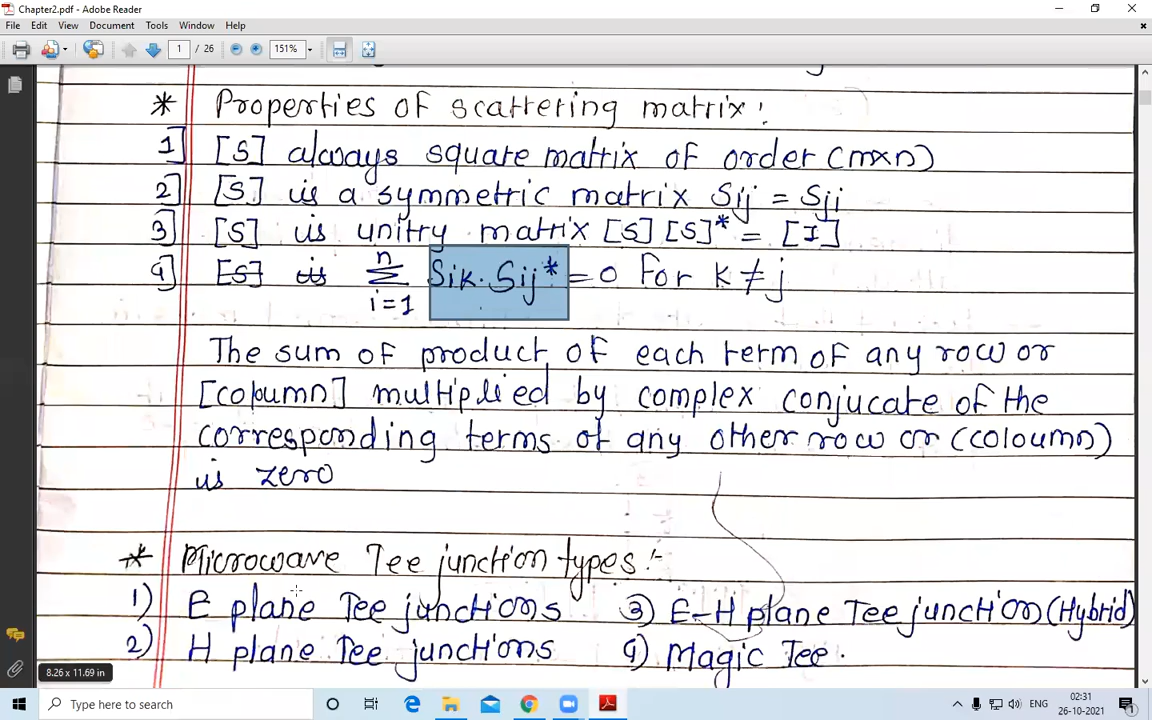 Chapter2.pdf - Adobe Reader
File Edit View Document Tools Window Help
1 / 26 151%
* Properties of scattering matrix :
1] [S] always square matrix of order (m×n)
2] [S] is a symmetric matrix Sij = Sji
3] [S] is unitry matrix [S] [S]* = [I]
4] [S] is n∑i=1 Sik. Sij* = 0 for k ≠ j
The sum of product of each term of any row or
[column] multiplied by complex conjucate of the
corresponding terms of any other row or (coloumn)
is zero
* Microwave Tee junction types :-
1) E plane Tee junctions 3) E-H plane Tee junction (Hybrid)
2) H plane Tee junctions 4) Magic Tee.
8.26 x 11.69 in
Type here to search
ENG
02:31
26-10-2021